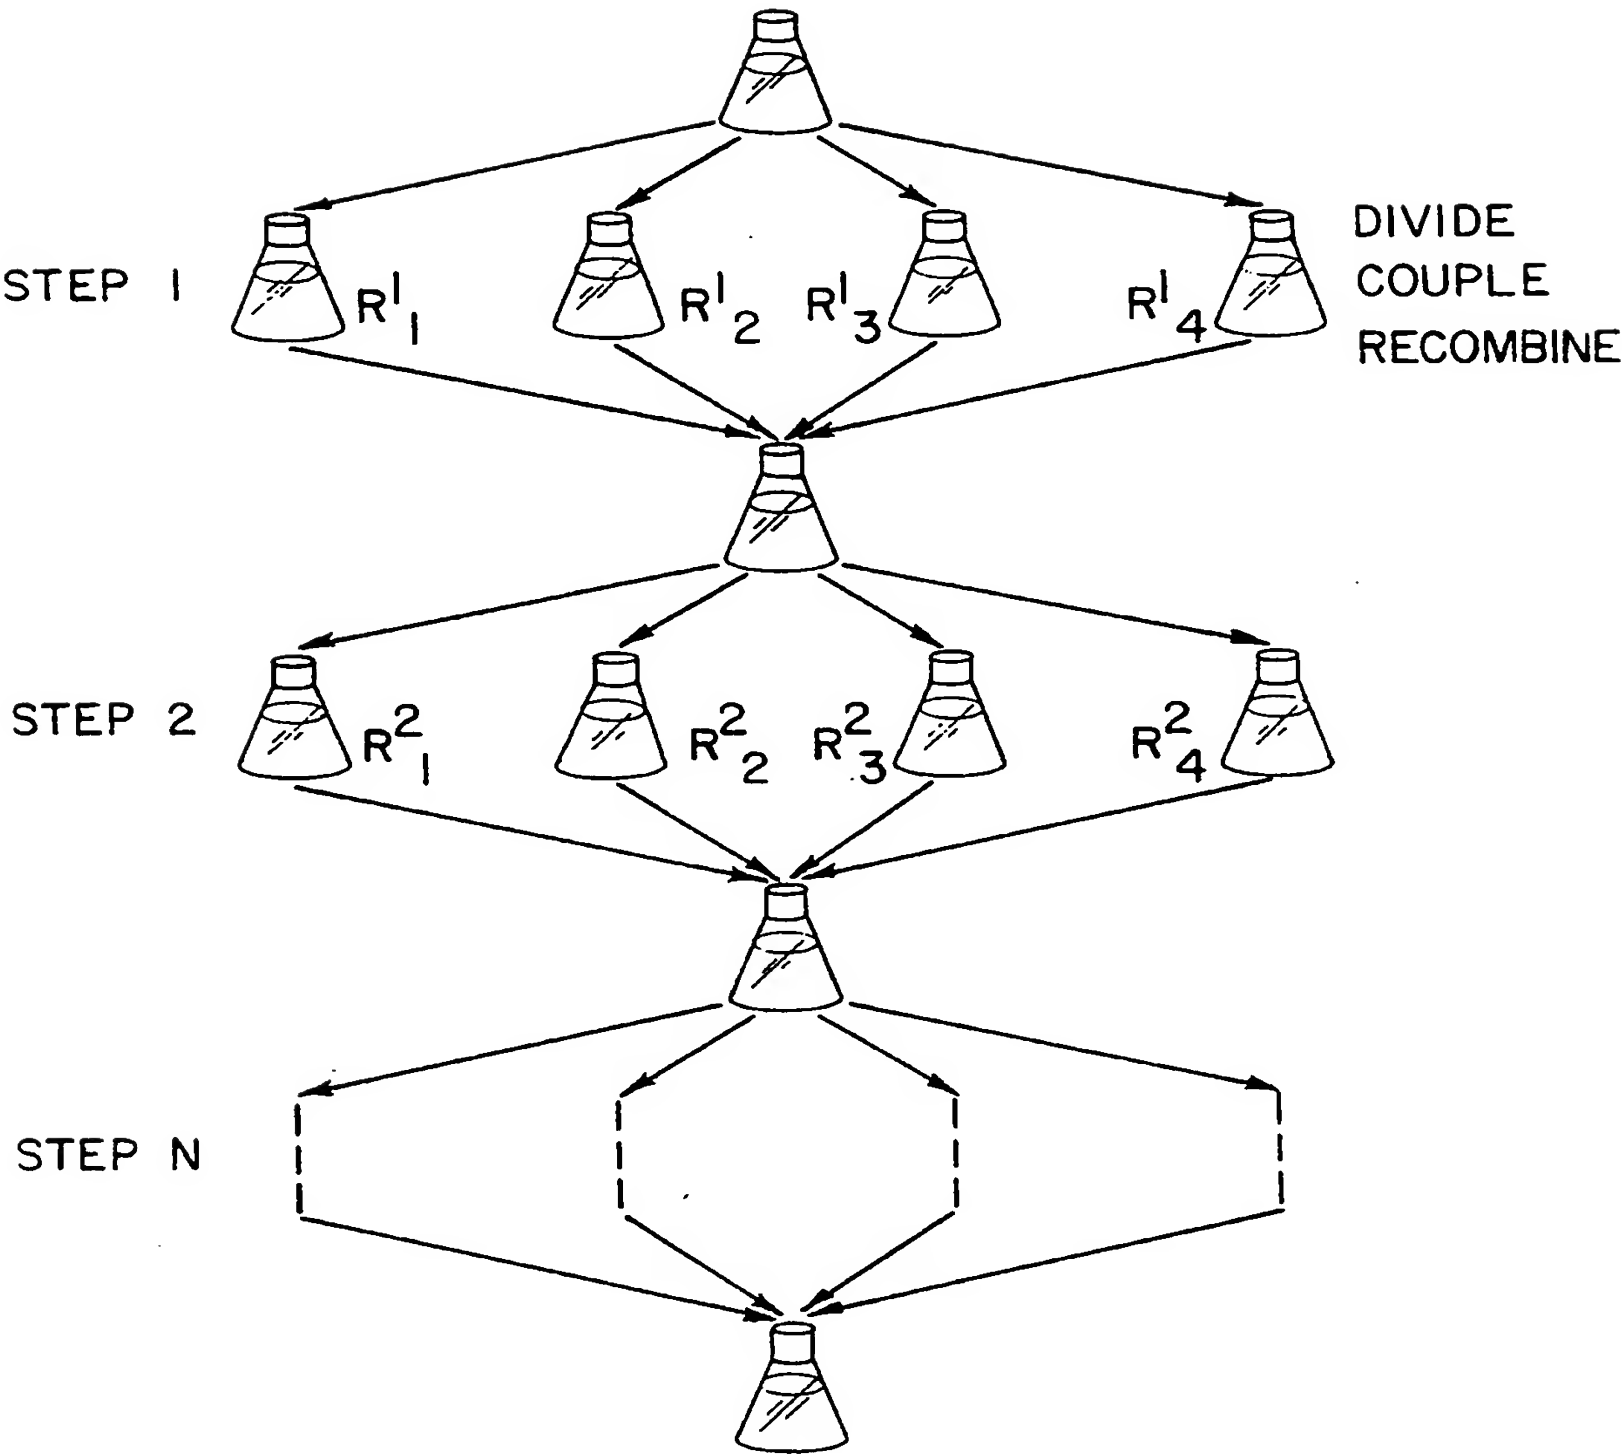 DIVIDE
STEP 1 R¹₁ R¹₂ R¹₃ R¹₄ COUPLE
RECOMBINE
STEP 2 R²₁ R²₂ R²₃ R²₄
STEP N